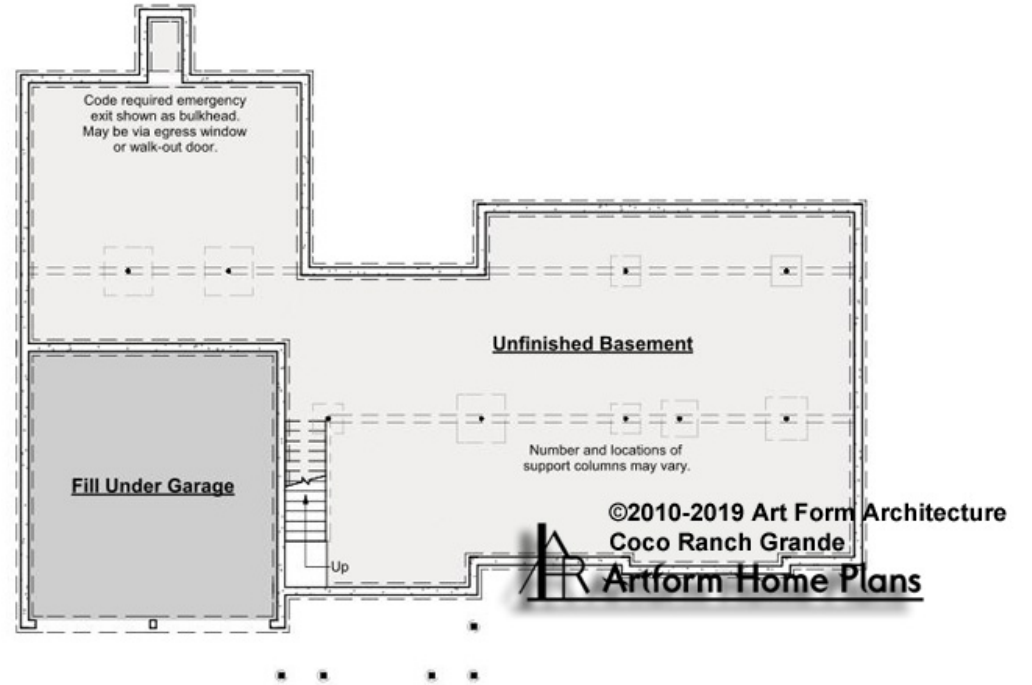 Code required emergency
exit shown as bulkhead.
May be via egress window
or walk-out door.
Unfinished Basement
Number and locations of
support columns may vary.
Fill Under Garage
Up
©2010-2019 Art Form Architecture
Coco Ranch Grande
Artform Home Plans